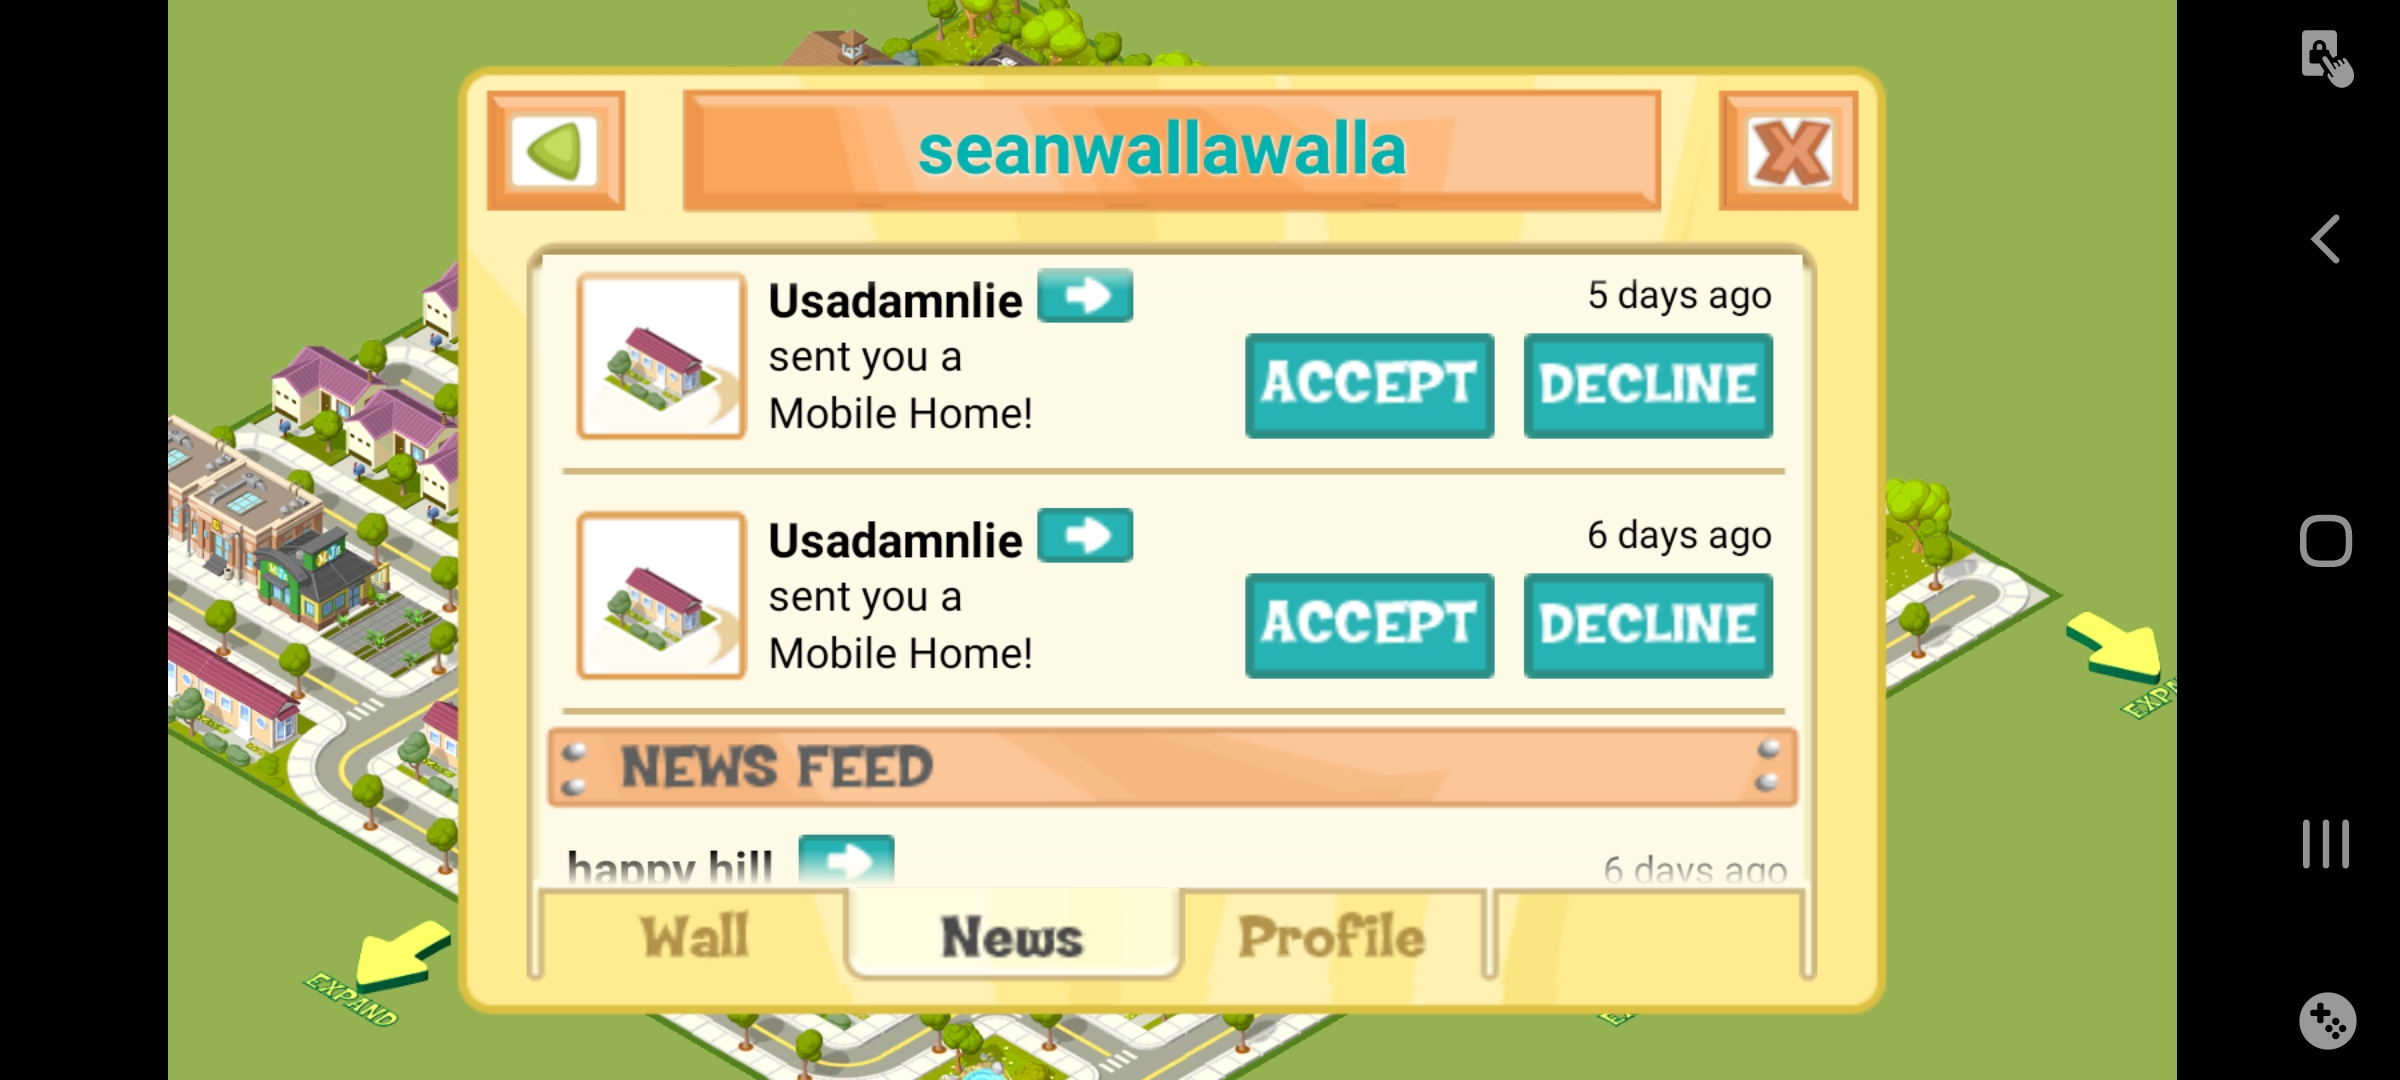 seanwallawalla
Usadamnlie
5 days ago
sent you a
Mobile Home!
ACCEPT
DECLINE
Usadamnlie
6 days ago
sent you a
Mobile Home!
ACCEPT
DECLINE
NEWS FEED
happy hill
6 days ago
Wall
News
Profile
EXPAND